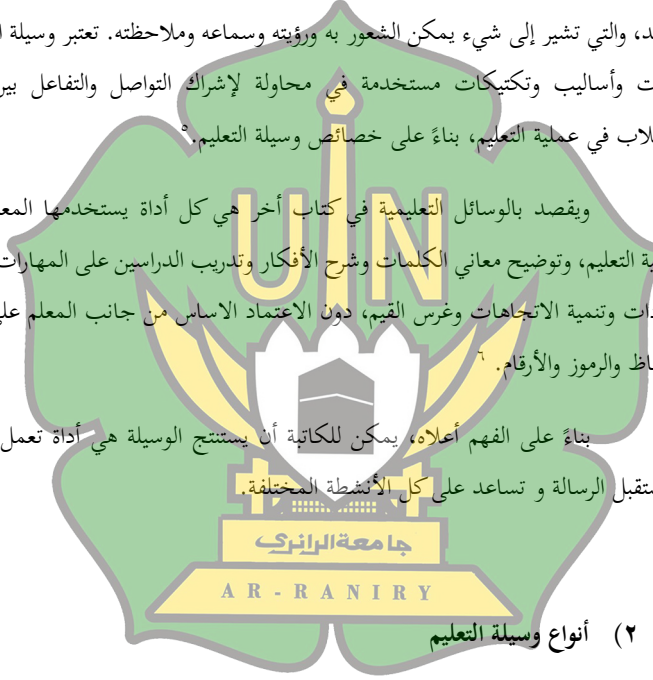 د، والتي تشير إلى شيء يمكن الشعور به ورؤيته وسماعه وملاحظته. تعتبر وسيلة
ت وأساليب وتكتيكات مستخدمة في محاولة لإشراك التواصل والتفاعل بين
لاب في عملية التعليم، بناءً على خصائص وسيلة التعليم.٥
ويقصد بالوسائل التعليمية في كتاب أخر هي كل أداة يستخدمها المع
ية التعليم، وتوضيح معاني الكلمات وشرح الأفكار وتدريب الدراسين على المهارات
دات وتنمية الاتجاهات وغرس القيم، دون الاعتماد الاساس من جانب المعلم عل
اظ والرموز والأرقام. ٦
بناءً على الفهم أعلاه، يمكن للكاتبة أن يستنتج الوسيلة هي أداة تعمل
ستقبل الرسالة و تساعد على كل الأنشطة المختلفة.
٢) أنواع وسيلة التعليم
UIN
جامعةالرانري
AR-RANIRY